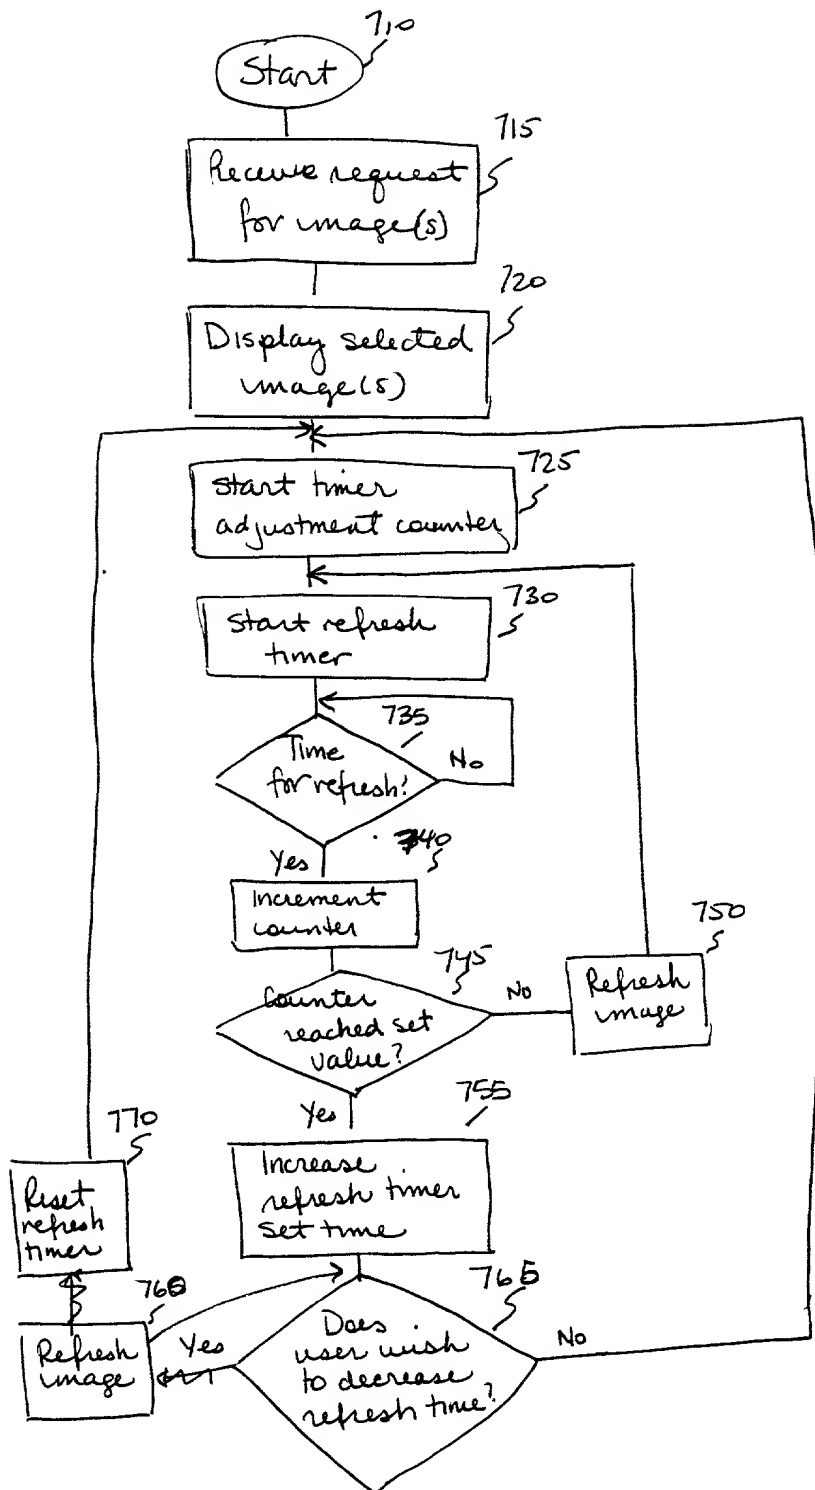 710
Start
715
Receive request
for image(s)
720
Display selected
image(s)
725
Start timer
adjustment counter
730
Start refresh
timer
735
Time
for refresh?
No
740
Yes
Increment
counter
750
745
Counter
reached set
value?
No
Refresh
image
755
Yes
770
Increase
refresh timer
set time
Reset
refresh
timer
760
765
Refresh
image
Yes
Does
user wish
to decrease
refresh time?
No